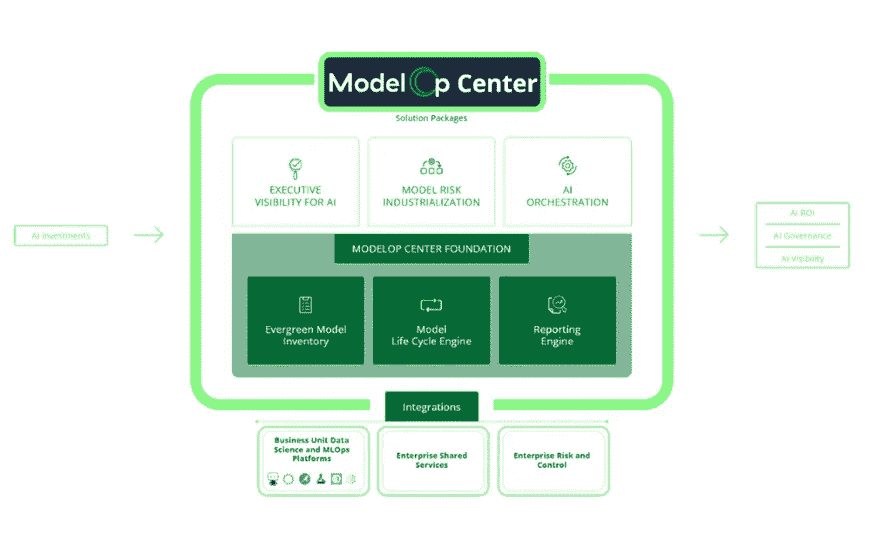 ModelOp Center
Solution Packages
EXECUTIVE
VISIBILITY FOR AI
MODEL RISK
INDUSTRIALIZATION
AI
ORCHESTRATION
AI Investments
AI ROI
AI Governance
AI Visibility
MODELOP CENTER FOUNDATION
Evergreen Model
Inventory
Model
Life Cycle Engine
Reporting
Engine
Integrations
Business Unit Data
Science and MLOps
Platforms
Enterprise Shared
Services
Enterprise Risk and
Control